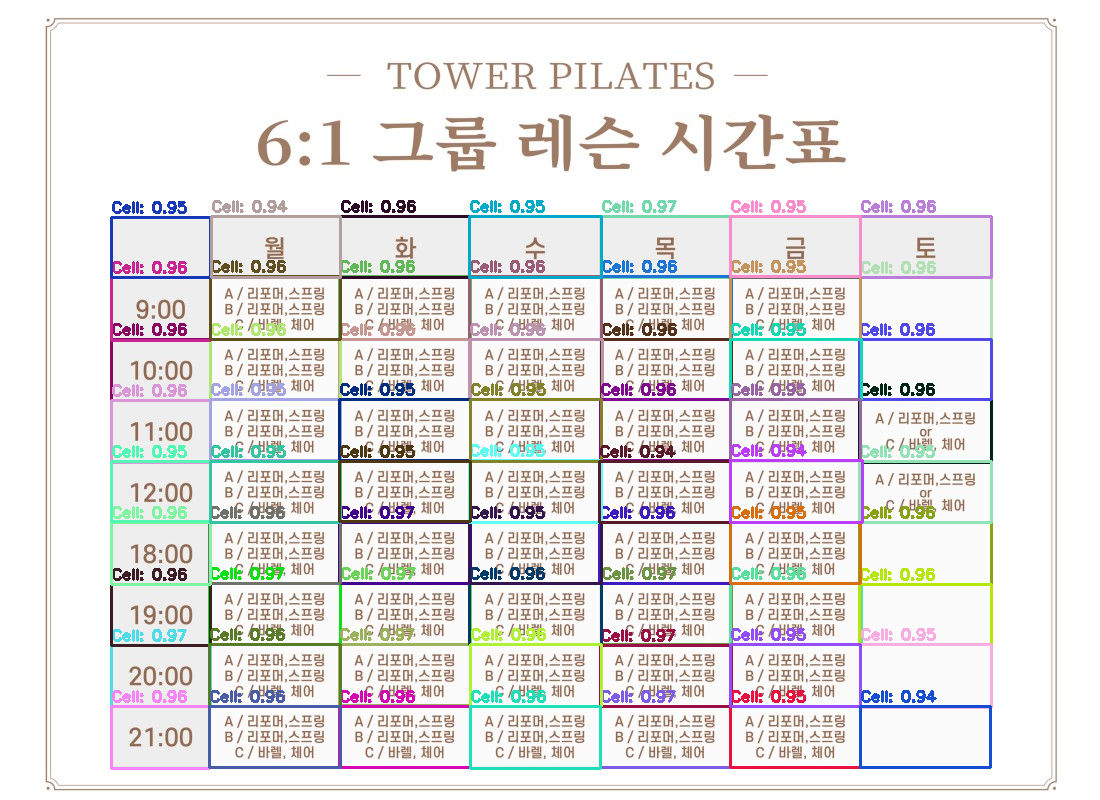 TOWER PILATES
6:1 그룹 레슨 시간표
Cell: 0.95 Cell: 0.94 Cell: 0.96 Cell: 0.95 Cell: 0.97 Cell: 0.95 Cell: 0.96
월 화 수 목 금 토
Cell: 0.96 Cell: 0.96 Cell: 0.96 Cell: 0.96 Cell: 0.96 Cell: 0.95
A / 리포머,스프링 A / 리포머,스프링 A / 리포머,스프링 A / 리포머,스프링 A / 리포머,스프링
9:00 B / 리포머,스프링 B / 리포머,스프링 B / 리포머,스프링 B / 리포머,스프링 B / 리포머,스프링
C / 바렐, 체어 C / 바렐, 체어 C / 바렐, 체어 C / 바렐, 체어 C / 바렐, 체어
Cell: 0.96 Cell: 0.96 Cell: 0.96 Cell: 0.96 Cell: 0.96 Cell: 0.95 Cell: 0.96
A / 리포머,스프링 A / 리포머,스프링 A / 리포머,스프링 A / 리포머,스프링 A / 리포머,스프링
10:00 B / 리포머,스프링 B / 리포머,스프링 B / 리포머,스프링 B / 리포머,스프링 B / 리포머,스프링
C / 바렐, 체어 C / 바렐, 체어 C / 바렐, 체어 C / 바렐, 체어 C / 바렐, 체어
Cell: 0.96 Cell: 0.95 Cell: 0.95 Cell: 0.96 Cell: 0.96
A / 리포머,스프링 A / 리포머,스프링 A / 리포머,스프링 A / 리포머,스프링 A / 리포머,스프링 A / 리포머,스프링
11:00 B / 리포머,스프링 B / 리포머,스프링 B / 리포머,스프링 B / 리포머,스프링 B / 리포머,스프링 or
C / 바렐, 체어 C / 바렐, 체어 C / 바렐, 체어 C / 바렐, 체어 C / 바렐, 체어 C / 바렐, 체어
Cell: 0.95 Cell: 0.95 Cell: 0.95 Cell: 0.94 Cell: 0.94
A / 리포머,스프링 A / 리포머,스프링 A / 리포머,스프링 A / 리포머,스프링 A / 리포머,스프링 A / 리포머,스프링
12:00 B / 리포머,스프링 B / 리포머,스프링 B / 리포머,스프링 B / 리포머,스프링 B / 리포머,스프링 or
C / 바렐, 체어 C / 바렐, 체어 C / 바렐, 체어 C / 바렐, 체어 C / 바렐, 체어 C / 바렐, 체어
Cell: 0.96 Cell: 0.96 Cell: 0.97 Cell: 0.95 Cell: 0.96 Cell: 0.95 Cell: 0.96
A / 리포머,스프링 A / 리포머,스프링 A / 리포머,스프링 A / 리포머,스프링 A / 리포머,스프링
18:00 B / 리포머,스프링 B / 리포머,스프링 B / 리포머,스프링 B / 리포머,스프링 B / 리포머,스프링
C / 바렐, 체어 C / 바렐, 체어 C / 바렐, 체어 C / 바렐, 체어 C / 바렐, 체어
Cell: 0.96 Cell: 0.97 Cell: 0.97 Cell: 0.96 Cell: 0.97 Cell: 0.96 Cell: 0.96
A / 리포머,스프링 A / 리포머,스프링 A / 리포머,스프링 A / 리포머,스프링 A / 리포머,스프링
19:00 B / 리포머,스프링 B / 리포머,스프링 B / 리포머,스프링 B / 리포머,스프링 B / 리포머,스프링
C / 바렐, 체어 C / 바렐, 체어 C / 바렐, 체어 C / 바렐, 체어 C / 바렐, 체어
Cell: 0.97 Cell: 0.96 Cell: 0.97 Cell: 0.96 Cell: 0.97 Cell: 0.95 Cell: 0.95
A / 리포머,스프링 A / 리포머,스프링 A / 리포머,스프링 A / 리포머,스프링 A / 리포머,스프링
20:00 B / 리포머,스프링 B / 리포머,스프링 B / 리포머,스프링 B / 리포머,스프링 B / 리포머,스프링
C / 바렐, 체어 C / 바렐, 체어 C / 바렐, 체어 C / 바렐, 체어 C / 바렐, 체어
Cell: 0.96 Cell: 0.96 Cell: 0.96 Cell: 0.96 Cell: 0.97 Cell: 0.95 Cell: 0.94
A / 리포머,스프링 A / 리포머,스프링 A / 리포머,스프링 A / 리포머,스프링 A / 리포머,스프링
21:00 B / 리포머,스프링 B / 리포머,스프링 B / 리포머,스프링 B / 리포머,스프링 B / 리포머,스프링
C / 바렐, 체어 C / 바렐, 체어 C / 바렐, 체어 C / 바렐, 체어 C / 바렐, 체어